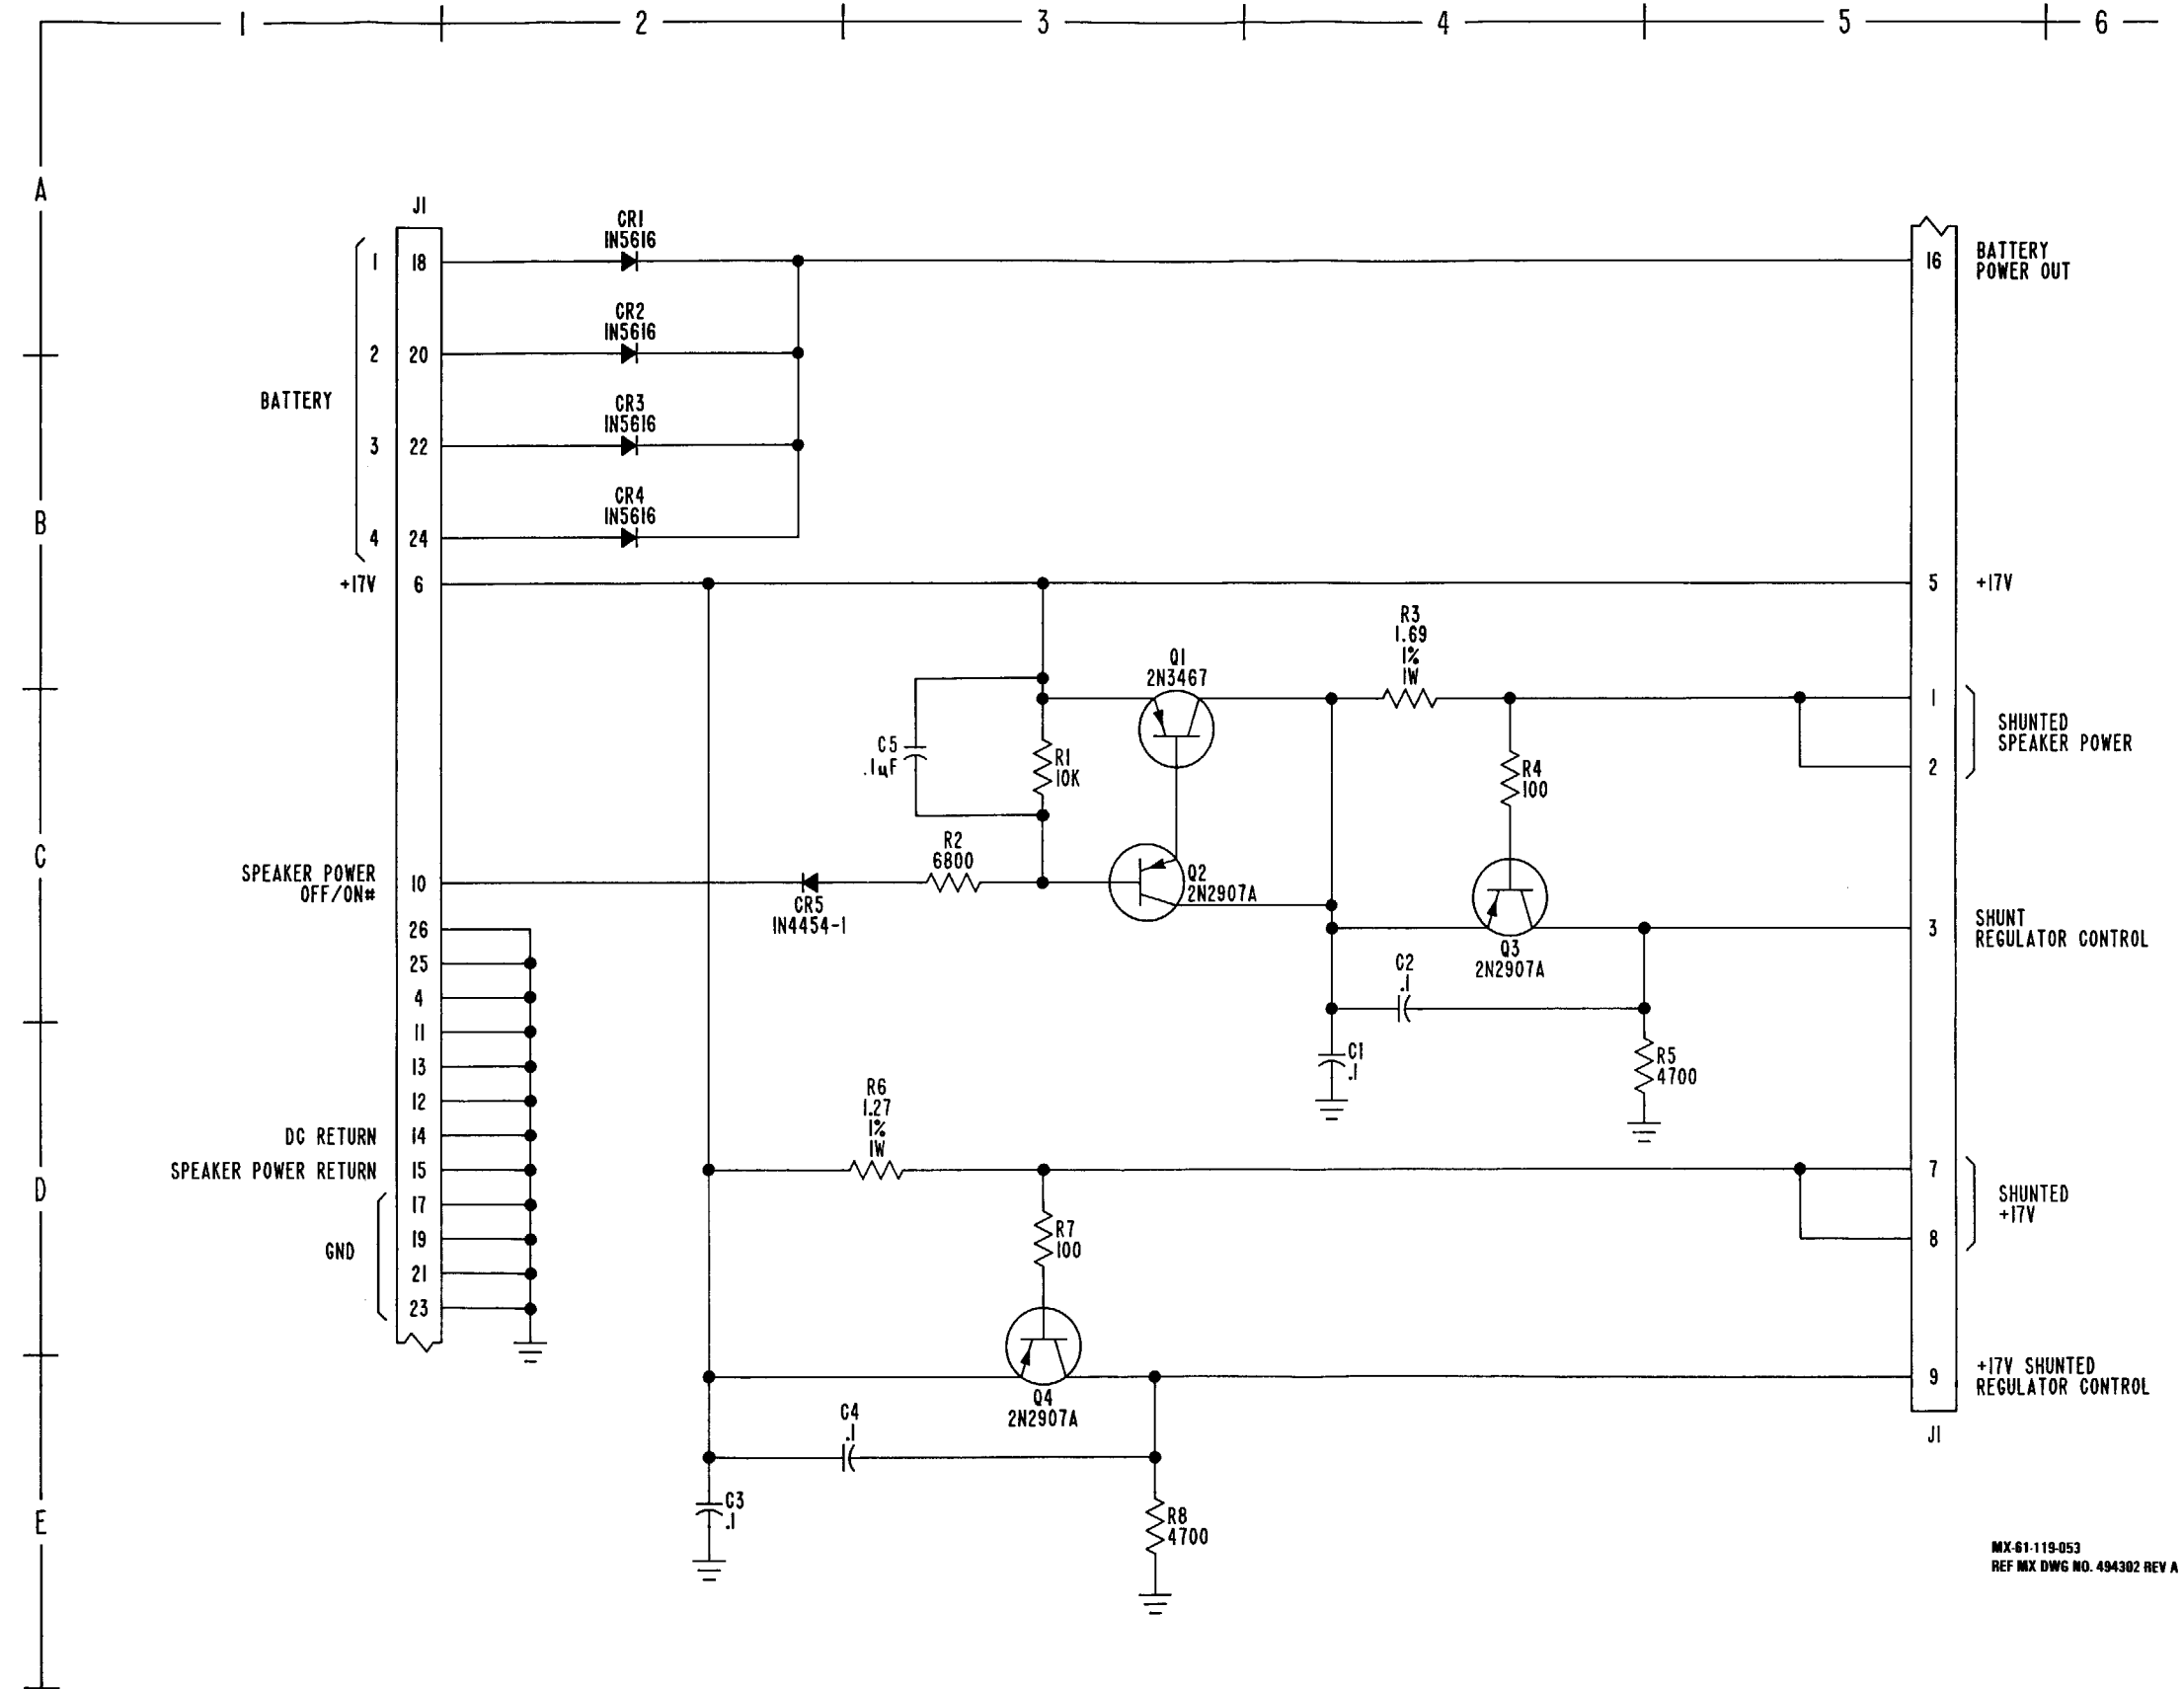 1 2 3 4 5 6
A
B
C
D
E
J1
BATTERY
1 18
2 20
3 22
4 24
+17V 6
SPEAKER POWER
OFF/ON# 10
26
25
4
11
13
12
DC RETURN 14
SPEAKER POWER RETURN 15
GND
17
19
21
23
CR1
1N5616
CR2
1N5616
CR3
1N5616
CR4
1N5616
C5
.1uF
R1
10K
R2
6800
CR5
1N4454-1
Q1
2N3467
Q2
2N2907A
R3
1.69
1%
1W
R4
100
Q3
2N2907A
C2
.1
C1
.1
R5
4700
R6
1.27
1%
1W
R7
100
Q4
2N2907A
C4
.1
C3
.1
R8
4700
16 BATTERY
POWER OUT
5 +17V
1
2
SHUNTED
SPEAKER POWER
3 SHUNT
REGULATOR CONTROL
7
8
SHUNTED
+17V
9 +17V SHUNTED
REGULATOR CONTROL
J1
MX-61-119-053
REF MX DWG NO. 494302 REV A